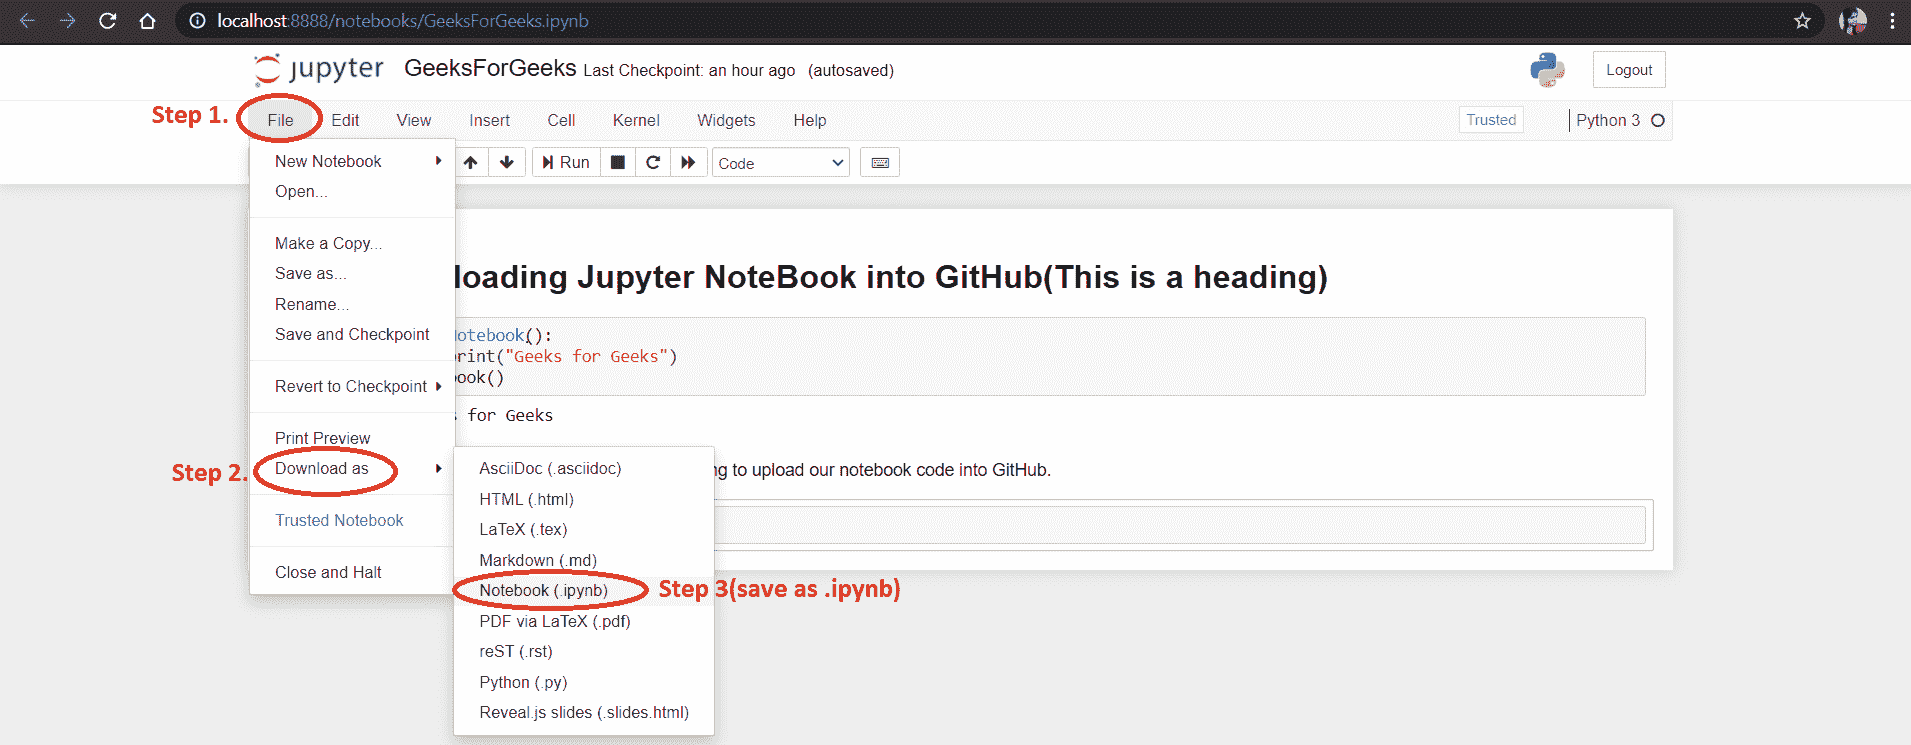 localhost:8888/notebooks/GeeksForGeeks.ipynb
jupyter GeeksForGeeks Last Checkpoint: an hour ago (autosaved)
Logout
Step 1.
File Edit View Insert Cell Kernel Widgets Help
Trusted
Python 3
New Notebook
Open...
Make a Copy...
Save as...
Rename...
Save and Checkpoint
Revert to Checkpoint
Print Preview
Step 2.
Download as
Trusted Notebook
Close and Halt
Run
Code
loading Jupyter NoteBook into GitHub(This is a heading)
otebook():
rint("Geeks for Geeks")
ook()
s for Geeks
ng to upload our notebook code into GitHub.
AsciiDoc (.asciidoc)
HTML (.html)
LaTeX (.tex)
Markdown (.md)
Notebook (.ipynb)
Step 3(save as .ipynb)
PDF via LaTeX (.pdf)
reST (.rst)
Python (.py)
Reveal.js slides (.slides.html)